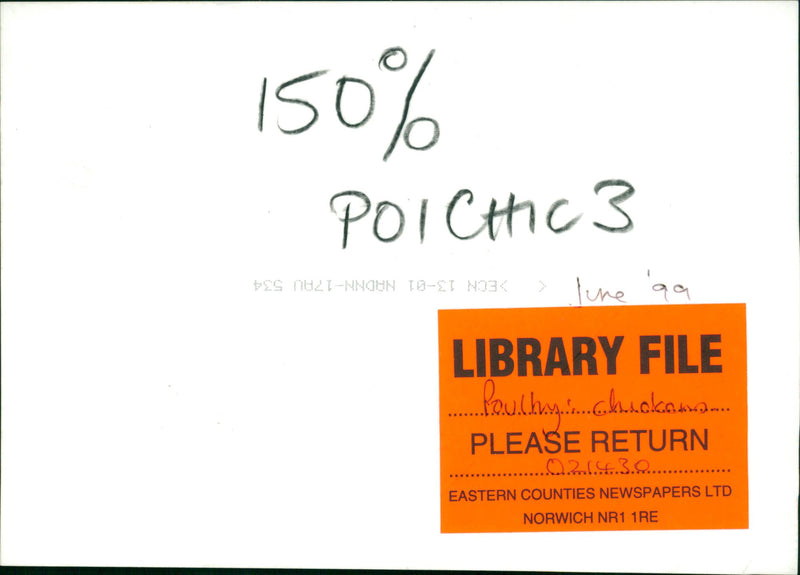 150%
POICHIC3
<ECN 13-01 NADNN-17AU 534
June '99
LIBRARY FILE
Poultry: chickens
PLEASE RETURN
021430
EASTERN COUNTIES NEWSPAPERS LTD
NORWICH NR1 1RE